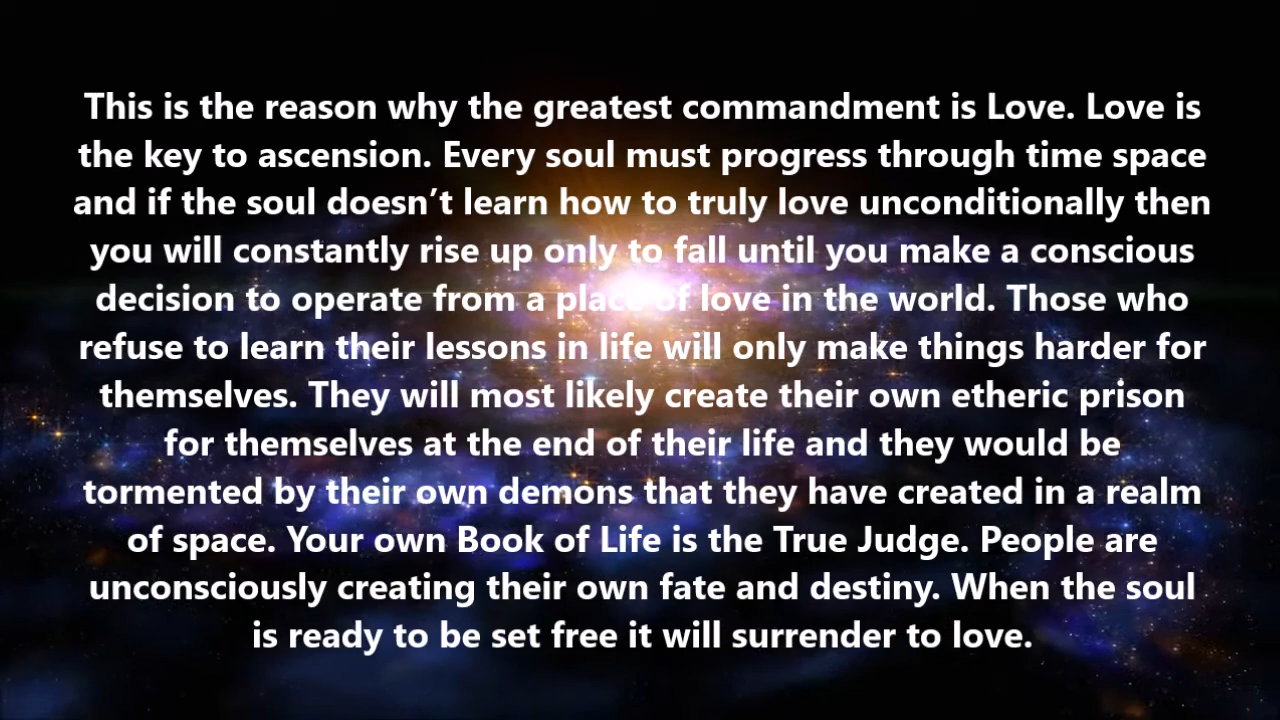 This is the reason why the greatest commandment is Love. Love is
the key to ascension. Every soul must progress through time space
and if the soul doesn’t learn how to truly love unconditionally then
you will constantly rise up only to fall until you make a conscious
decision to operate from a place of love in the world. Those who
refuse to learn their lessons in life will only make things harder for
themselves. They will most likely create their own etheric prison
for themselves at the end of their life and they would be
tormented by their own demons that they have created in a realm
of space. Your own Book of Life is the True Judge. People are
unconsciously creating their own fate and destiny. When the soul
is ready to be set free it will surrender to love.